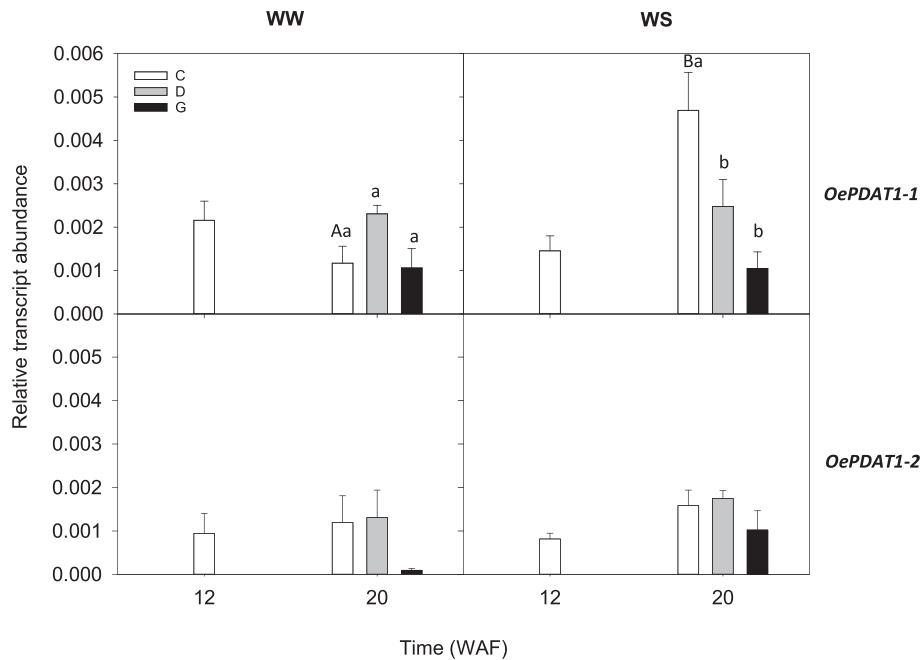 WW WS
0.006
0.005
0.004
0.003
0.002
0.001
0.000
C
D
G
Aa a a
Ba b b
OePDAT1-1
Relative transcript abundance
0.005
0.004
0.003
0.002
0.001
0.000
OePDAT1-2
12 20 12 20
Time (WAF)